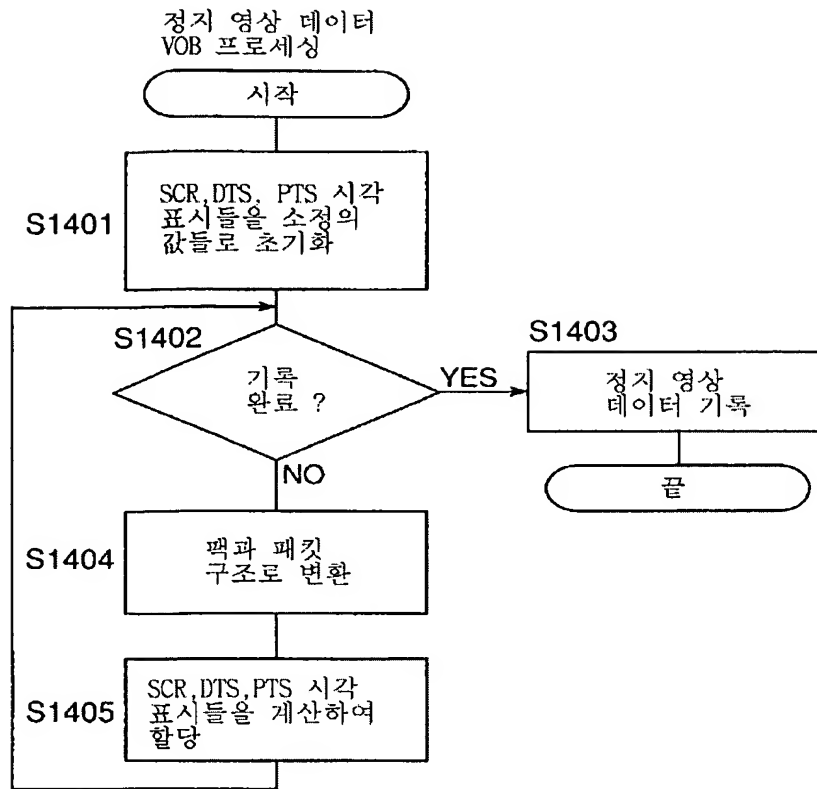 정지 영상 데이터
VOB 프로세싱
시작
S1401
SCR,DTS, PTS 시각
표시들을 소정의
값들로 초기화
S1402
기록
완료 ?
YES
NO
S1403
정지 영상
데이터 기록
끝
S1404
팩과 패킷
구조로 변환
S1405
SCR,DTS,PTS 시각
표시들을 계산하여
할당